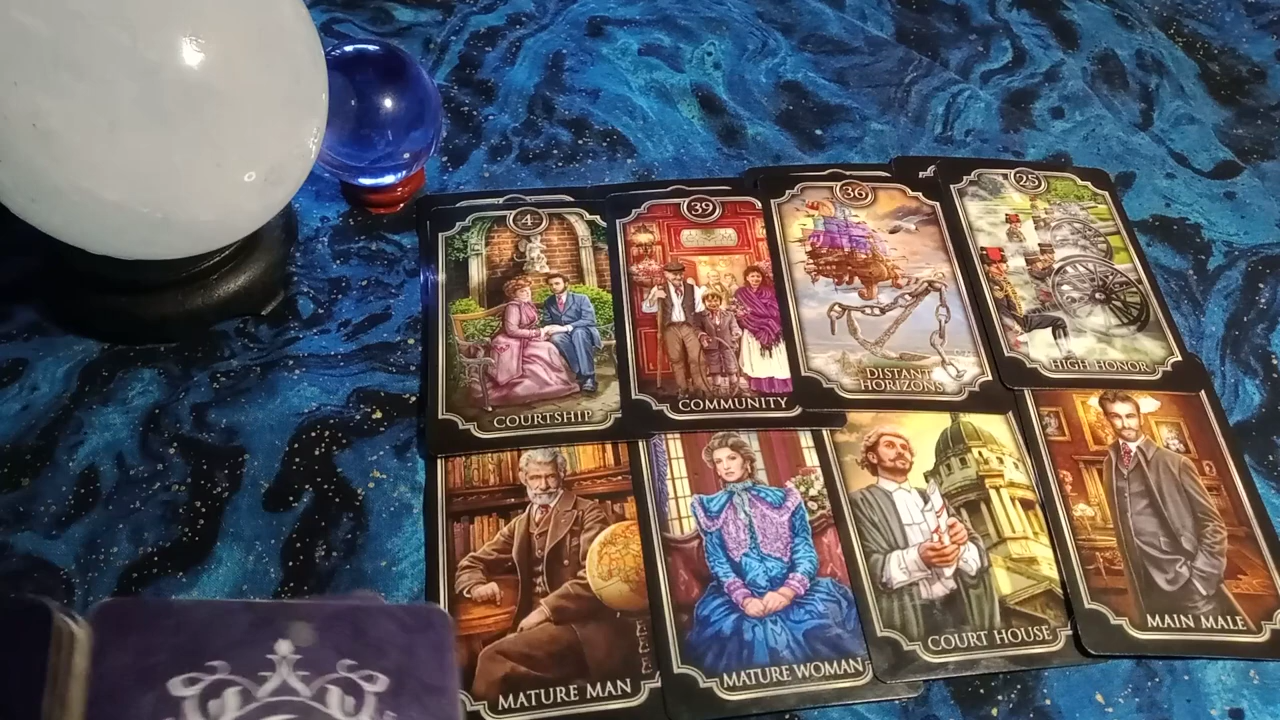 4
COURTSHIP
39
COMMUNITY
36
DISTANT
HORIZONS
25
HIGH HONOR
MATURE MAN
MATURE WOMAN
COURT HOUSE
MAIN MALE